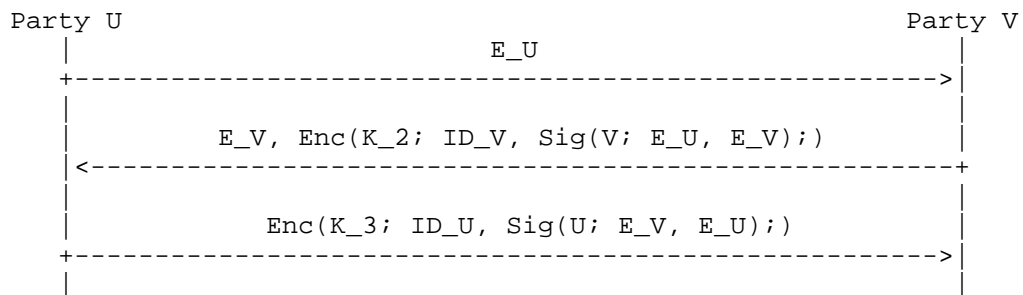 Party U Party V
E_U
E_V, Enc(K_2; ID_V, Sig(V; E_U, E_V);)
Enc(K_3; ID_U, Sig(U; E_V, E_U);)